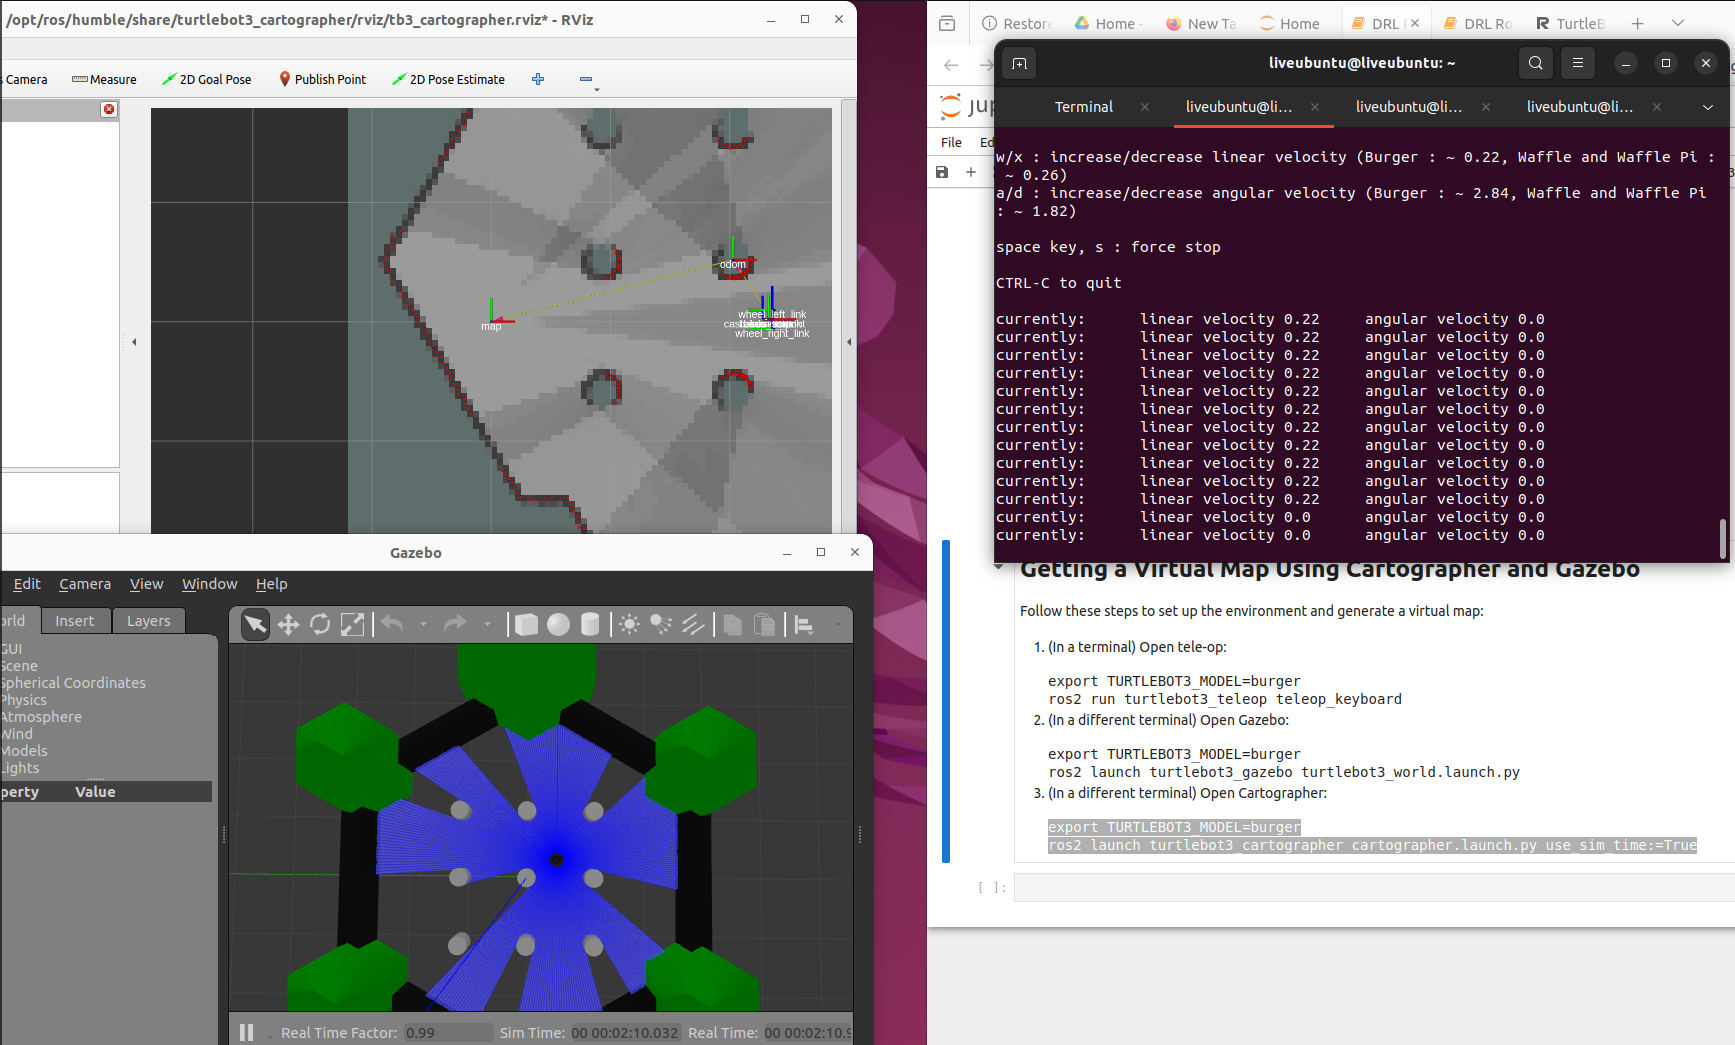 /opt/ros/humble/share/turtlebot3_cartographer/rviz/tb3_cartographer.rviz* - RViz
s Camera
Measure
2D Goal Pose
Publish Point
2D Pose Estimate
odom
map
wheel_left_link
wheel_right_link
Gazebo
Edit
Camera
View
Window
Help
orld
Insert
Layers
GUI
Scene
Spherical Coordinates
Physics
Atmosphere
Wind
Models
Lights
perty
Value
Real Time Factor:
0.99
Sim Time:
00 00:02:10.032
Real Time:
00 00:02:10.9
Restore
Home -
New Ta
Home
DRL
DRL Ro
TurtleB
liveubuntu@liveubuntu: ~
Terminal
liveubuntu@li...
liveubuntu@li...
liveubuntu@li...
jup
File
Ed
w/x : increase/decrease linear velocity (Burger : ~ 0.22, Waffle and Waffle Pi :
~ 0.26)
a/d : increase/decrease angular velocity (Burger : ~ 2.84, Waffle and Waffle Pi
: ~ 1.82)
space key, s : force stop
CTRL-C to quit
currently: linear velocity 0.22 angular velocity 0.0
currently: linear velocity 0.22 angular velocity 0.0
currently: linear velocity 0.22 angular velocity 0.0
currently: linear velocity 0.22 angular velocity 0.0
currently: linear velocity 0.22 angular velocity 0.0
currently: linear velocity 0.22 angular velocity 0.0
currently: linear velocity 0.22 angular velocity 0.0
currently: linear velocity 0.22 angular velocity 0.0
currently: linear velocity 0.22 angular velocity 0.0
currently: linear velocity 0.22 angular velocity 0.0
currently: linear velocity 0.22 angular velocity 0.0
currently: linear velocity 0.0 angular velocity 0.0
currently: linear velocity 0.0 angular velocity 0.0
Getting a Virtual Map Using Cartographer and Gazebo
Follow these steps to set up the environment and generate a virtual map:
1. (In a terminal) Open tele-op:
export TURTLEBOT3_MODEL=burger
ros2 run turtlebot3_teleop teleop_keyboard
2. (In a different terminal) Open Gazebo:
export TURTLEBOT3_MODEL=burger
ros2 launch turtlebot3_gazebo turtlebot3_world.launch.py
3. (In a different terminal) Open Cartographer:
export TURTLEBOT3_MODEL=burger
ros2 launch turtlebot3_cartographer cartographer.launch.py use_sim_time:=True
[ ]: